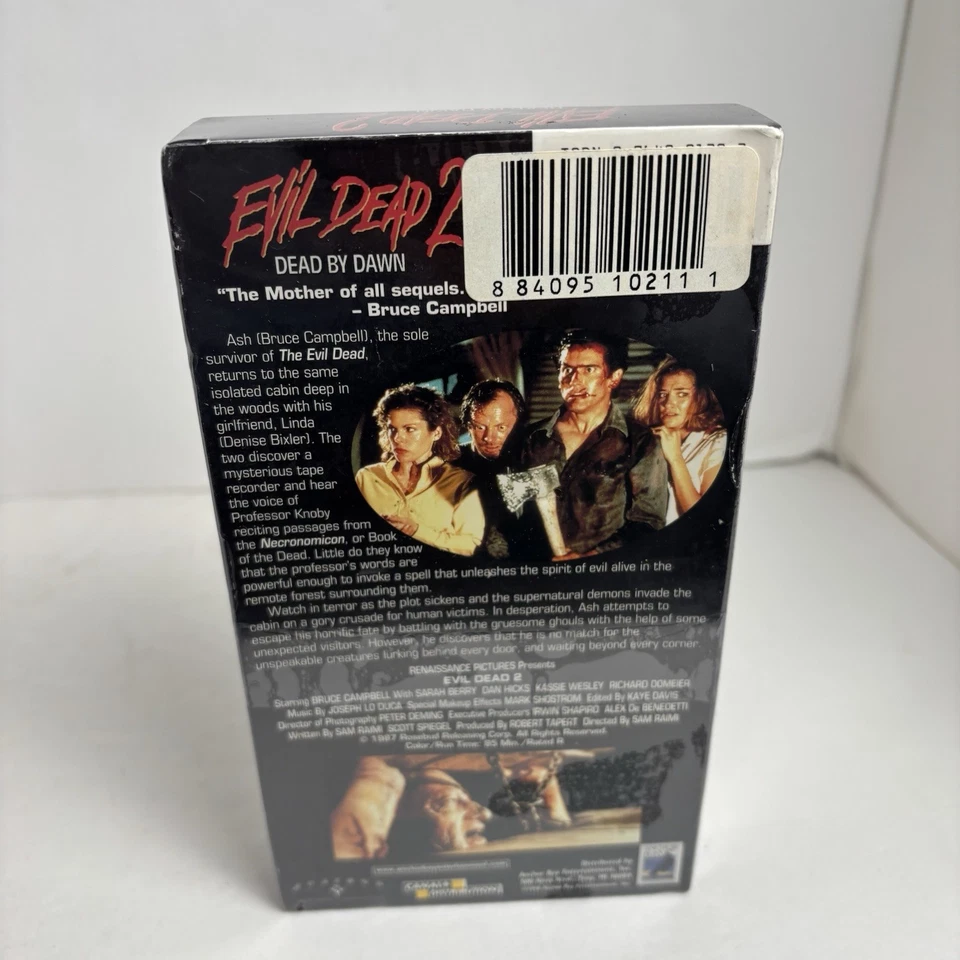 EVIL DEAD 2
EVIL DEAD 2
DEAD BY DAWN
8 84095 10211 1
"The Mother of all sequels.
– Bruce Campbell
Ash (Bruce Campbell), the sole
survivor of The Evil Dead,
returns to the same
isolated cabin deep in
the woods with his
girlfriend, Linda
(Denise Bixler). The
two discover a
mysterious tape
recorder and hear
the voice of
Professor Knoby
reciting passages from
the Necronomicon, or Book
of the Dead. Little do they know
that the professor's words are
powerful enough to invoke a spell that unleashes the spirit of evil alive in the
remote forest surrounding them.
Watch in terror as the plot sickens and the supernatural demons invade the
cabin on a gory crusade for human victims. In desperation, Ash attempts to
escape his horrific fate by battling with the gruesome ghouls with the help of some
unexpected visitors. However, he discovers that he is no match for the
unspeakable creatures lurking behind every door, and waiting beyond every corner.
RENAISSANCE PICTURES Presents
EVIL DEAD 2
Starring BRUCE CAMPBELL With SARAH BERRY DAN HICKS KASSIE WESLEY RICHARD DOMEIER
Music By JOSEPH LO DUCA Special Makeup Effects MARK SHOSTROM Edited By KAYE DAVIS
Director of Photography PETER DEMING Executive Producers IRWIN SHAPIRO ALEX De BENEDETTI
Written By SAM RAIMI SCOTT SPIEGEL Produced By ROBERT TAPERT Directed By SAM RAIMI
© 1987 Rosebud Releasing Corp. All Rights Reserved.
Color/Run Time: 85 Min./Rated R
Distributed by
Anchor Bay Entertainment, Inc.